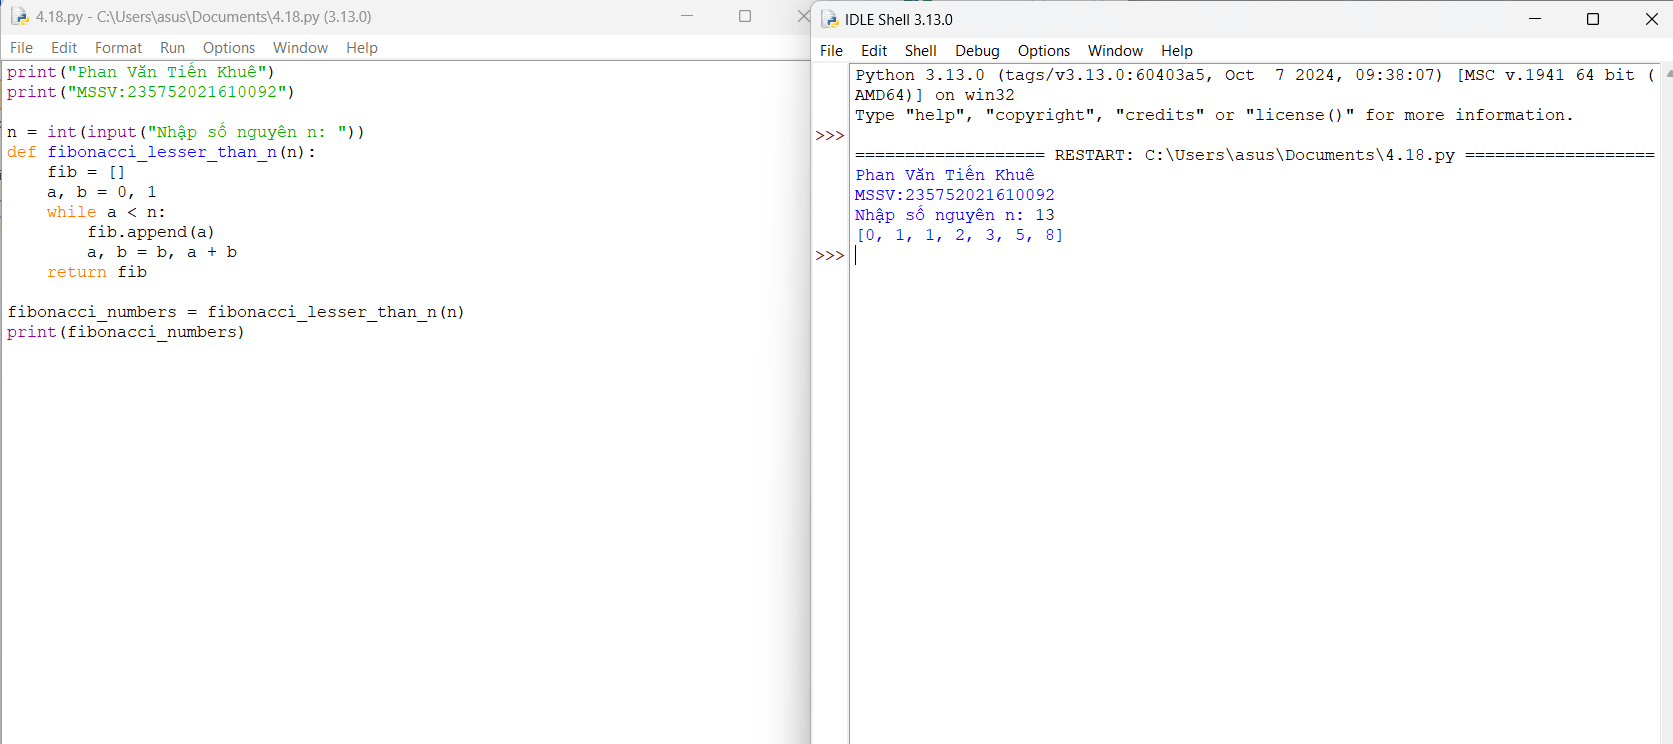 4.18.py - C:\Users\asus\Documents\4.18.py (3.13.0)
File Edit Format Run Options Window Help
print("Phan Văn Tiến Khuê")
print("MSSV:235752021610092")
n = int(input("Nhập số nguyên n: "))
def fibonacci_lesser_than_n(n):
    fib = []
    a, b = 0, 1
    while a < n:
        fib.append(a)
        a, b = b, a + b
    return fib
fibonacci_numbers = fibonacci_lesser_than_n(n)
print(fibonacci_numbers)
IDLE Shell 3.13.0
File Edit Shell Debug Options Window Help
Python 3.13.0 (tags/v3.13.0:60403a5, Oct  7 2024, 09:38:07) [MSC v.1941 64 bit (
AMD64)] on win32
Type "help", "copyright", "credits" or "license()" for more information.
>>>
=================== RESTART: C:\Users\asus\Documents\4.18.py ===================
Phan Văn Tiến Khuê
MSSV:235752021610092
Nhập số nguyên n: 13
[0, 1, 1, 2, 3, 5, 8]
>>>